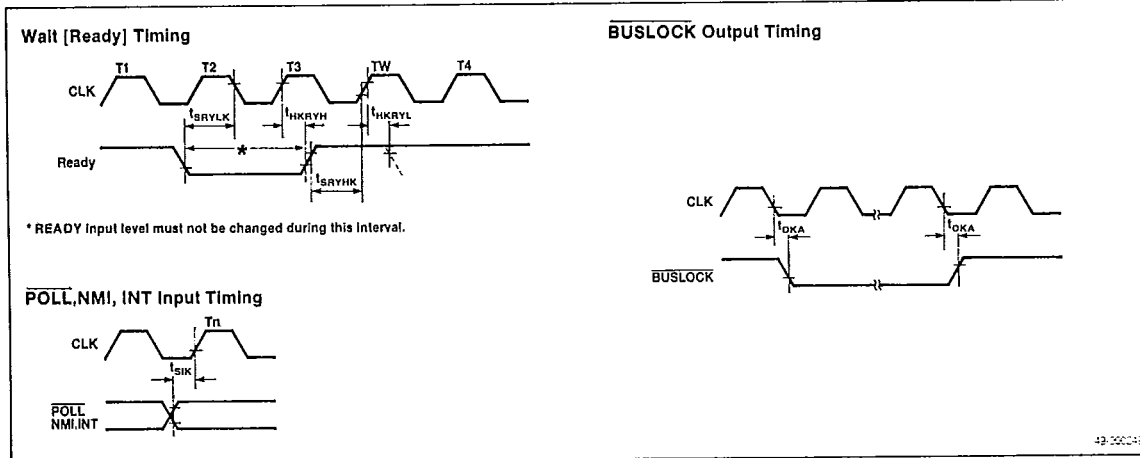 Wait [Ready] Timing
T1 T2 T3 TW T4
CLK
tSRYLK tHKRYH tHKRYL
*
Ready
tSRYHK
* READY input level must not be changed during this interval.
POLL,NMI, INT Input Timing
Tn
CLK
tSIK
POLL
NMI,INT
BUSLOCK Output Timing
CLK
tDKA tDKA
BUSLOCK